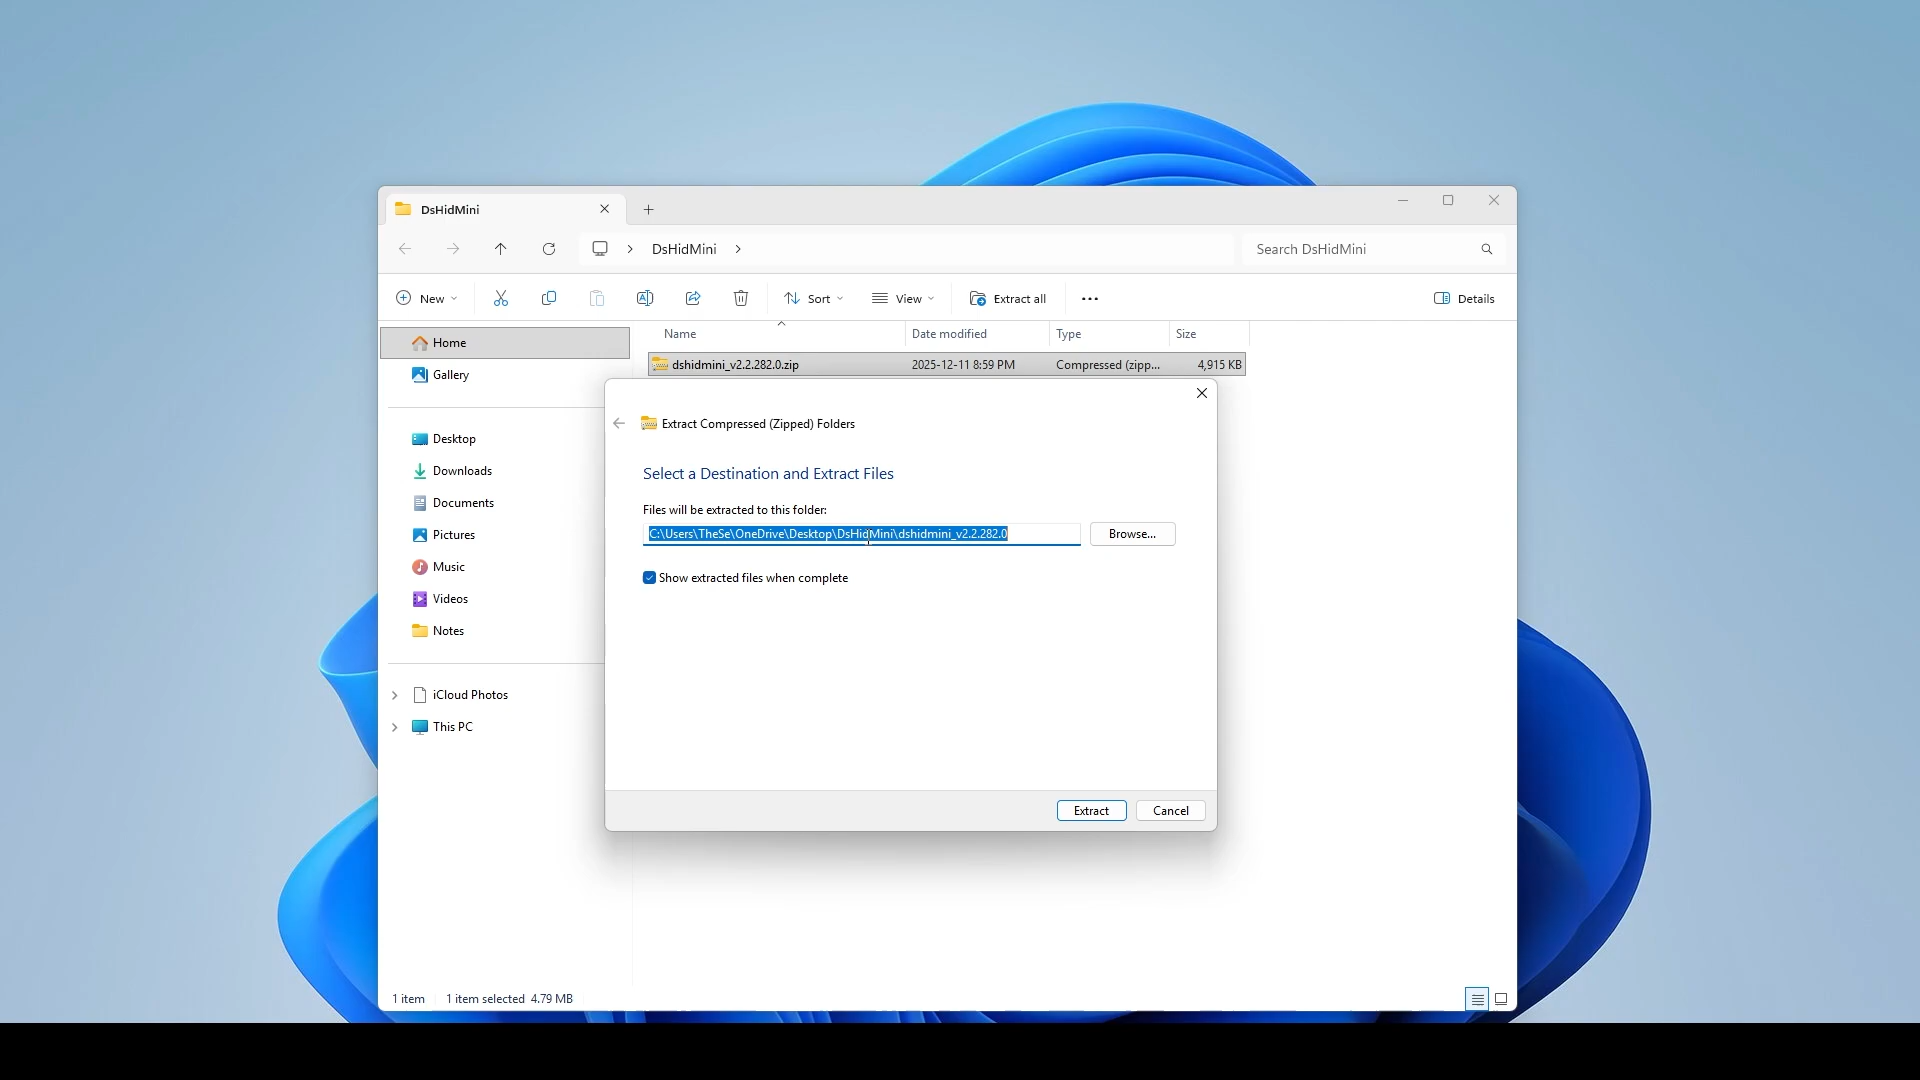 DsHidMini
DsHidMini
Search DsHidMini
New
Sort
View
Extract all
Details
Name
Date modified
Type
Size
Home
dshidmini_v2.2.282.0.zip
2025-12-11 8:59 PM
Compressed (zipp...
4,915 KB
Gallery
Extract Compressed (Zipped) Folders
Desktop
Downloads
Select a Destination and Extract Files
Documents
Files will be extracted to this folder:
Pictures
C:\Users\TheSe\OneDrive\Desktop\DsHidMini\dshidmini_v2.2.282.0
Browse...
Music
Show extracted files when complete
Videos
Notes
iCloud Photos
This PC
Extract
Cancel
1 item
1 item selected 4.79 MB